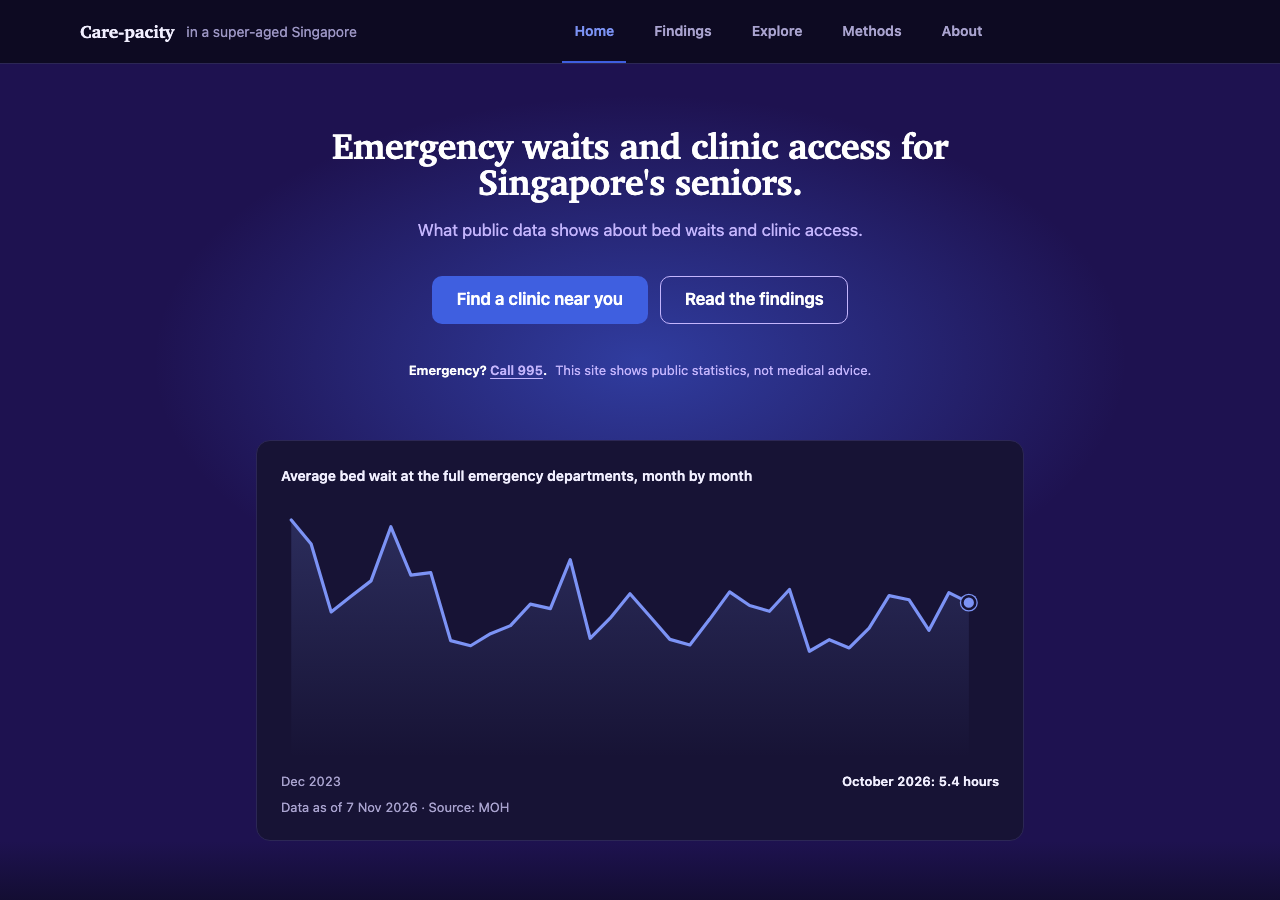 Care-pacity in a super-aged Singapore
Home Findings Explore Methods About
Emergency waits and clinic access for
Singapore's seniors.
What public data shows about bed waits and clinic access.
Find a clinic near you
Read the findings
Emergency? Call 995. This site shows public statistics, not medical advice.
Average bed wait at the full emergency departments, month by month
Dec 2023
October 2026: 5.4 hours
Data as of 7 Nov 2026 · Source: MOH